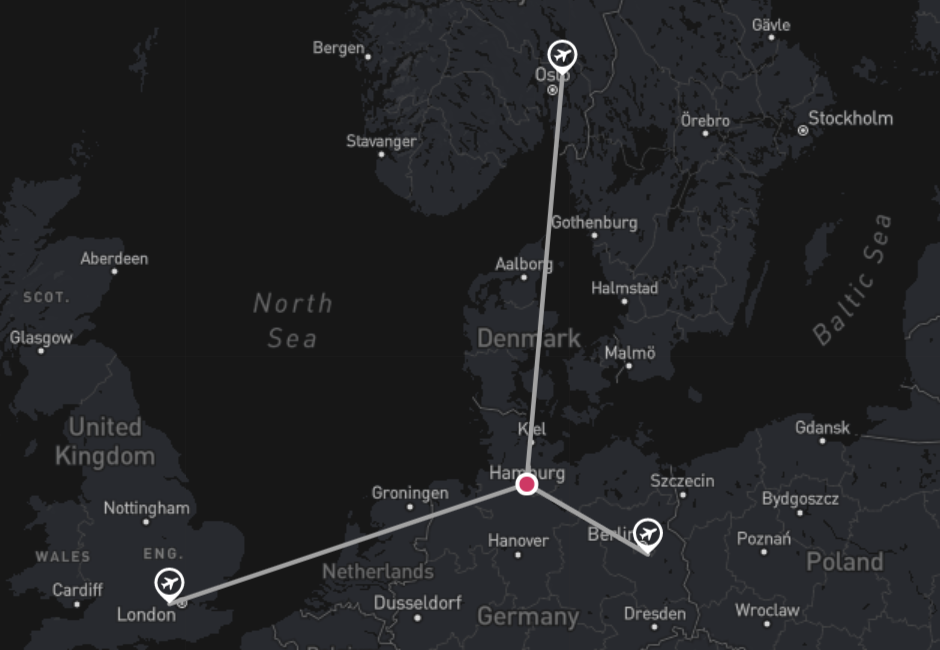 Gävle
Bergen
Oslo
Stockholm
Örebro
Stavanger
Gothenburg
Aberdeen
Aalborg
Baltic Sea
SCOT.
Halmstad
North
Sea
Glasgow
Denmark
Malmö
United
Kingdom
Kiel
Gdansk
Hamburg
Szczecin
Groningen
Bydgoszcz
Nottingham
Berlin
Hanover
Poznań
WALES
ENG.
Poland
Netherlands
Cardiff
Dusseldorf
London
Germany
Dresden
Wroclaw